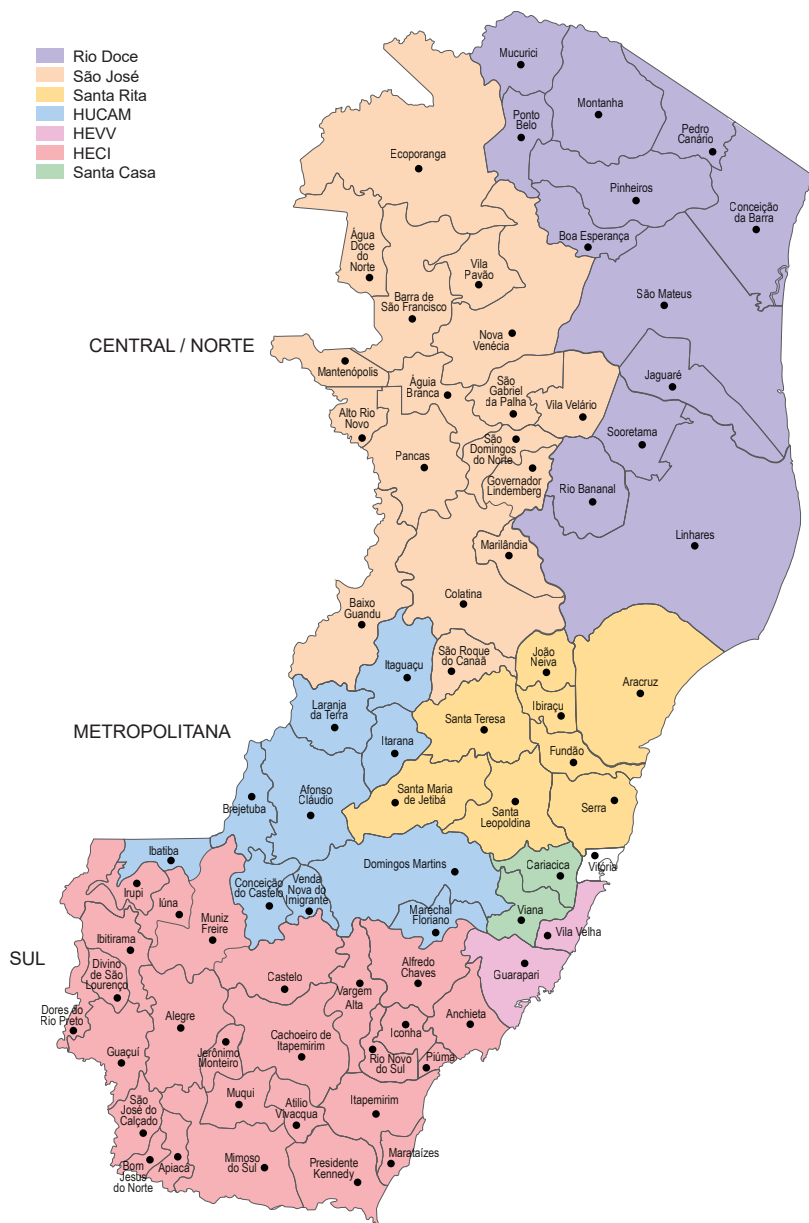 Rio Doce
São José
Santa Rita
HUCAM
HEVV
HECI
Santa Casa
Mucurici
Montanha
Ponto
Belo
Pedro
Canário
Ecoporanga
Pinheiros
Conceição
da Barra
Água
Doce
do
Norte
Boa Esperança
Vila
Pavão
São Mateus
Barra de
São Francisco
Nova
Venécia
CENTRAL / NORTE
Mantenópolis
Águia
Branca
São
Gabriel
da Palha
Jaguaré
Vila Velário
Alto Rio
Novo
Sooretama
São
Domingos
do Norte
Pancas
Governador
Lindemberg
Rio Bananal
Linhares
Marilândia
Colatina
Baixo
Guandu
São Roque
do Canaã
João
Neiva
Itaguaçu
Aracruz
Laranja
da Terra
Ibiraçu
METROPOLITANA
Santa Teresa
Itarana
Fundão
Afonso
Cláudio
Santa Maria
de Jetibá
Brejetuba
Santa
Leopoldina
Serra
Ibatiba
Domingos Martins
Cariacica
Vitória
Irupi
Conceição
do Castelo
Venda
Nova do
Imigrante
Iúna
Muniz
Freire
Marechal
Floriano
Viana
Vila Velha
Ibitirama
SUL
Divino
de São
Lourenço
Castelo
Alfredo
Chaves
Guarapari
Vargem
Alta
Dores do
Rio Preto
Alegre
Anchieta
Iconha
Cachoeiro de
Itapemirim
Guaçuí
Jerônimo
Monteiro
Rio Novo
do Sul
Piúma
São
José do
Calçado
Muqui
Atilio
Vivacqua
Itapemirim
Bom
Jesus
do Norte
Apiacá
Mimoso
do Sul
Presidente
Kennedy
Marataízes